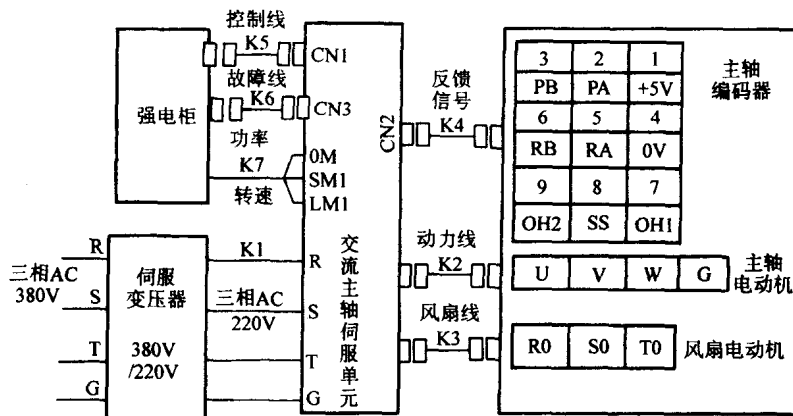 控制线
K5
CN1
故障线
K6
CN3
强电柜
功率
K7
转速
0M
SM1
LM1
CN2
反馈
信号
K4
3 2 1
PB PA +5V
6 5 4
RB RA 0V
9 8 7
OH2 SS OH1
主轴
编码器
动力线
K2
U V W G
主轴
电动机
风扇线
K3
R0 S0 T0
风扇电动机
三相AC
380V
R
S
T
G
伺服
变压器
380V
/220V
K1
三相AC
220V
R
S
T
G
交流主轴伺服单元